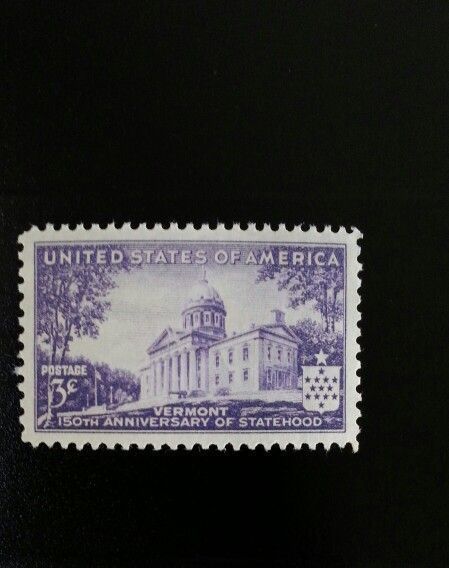 UNITED STATES OF AMERICA
POSTAGE
3¢
VERMONT
150TH ANNIVERSARY OF STATEHOOD